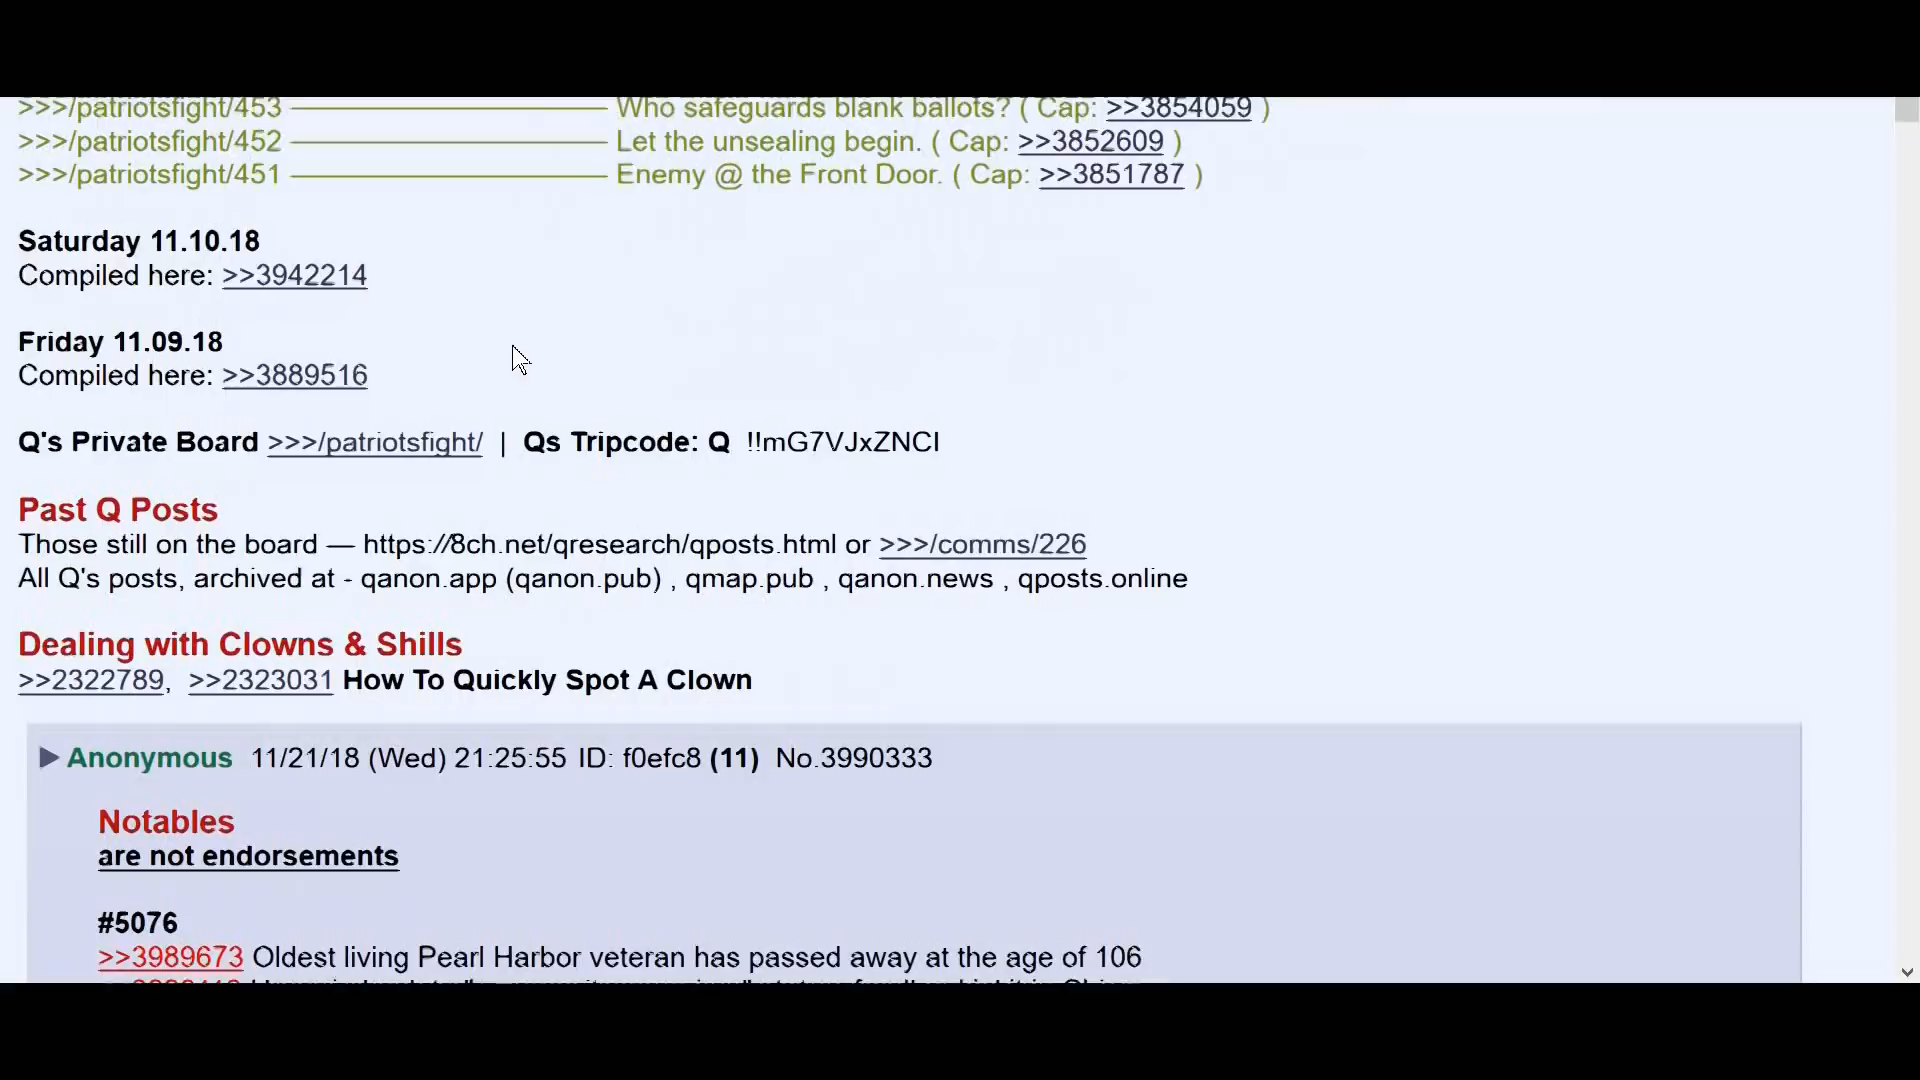 >>>/patriotsfight/453 ——————————— Who safeguards blank ballots? ( Cap: >>3854059 )
>>>/patriotsfight/452 ——————————— Let the unsealing begin. ( Cap: >>3852609 )
>>>/patriotsfight/451 ——————————— Enemy @ the Front Door. ( Cap: >>3851787 )
Saturday 11.10.18
Compiled here: >>3942214
Friday 11.09.18
Compiled here: >>3889516
Q's Private Board >>>/patriotsfight/ | Qs Tripcode: Q !!mG7VJxZNCI
Past Q Posts
Those still on the board — https://8ch.net/qresearch/qposts.html or >>>/comms/226
All Q's posts, archived at - qanon.app (qanon.pub) , qmap.pub , qanon.news , qposts.online
Dealing with Clowns & Shills
>>2322789, >>2323031 How To Quickly Spot A Clown
▶ Anonymous 11/21/18 (Wed) 21:25:55 ID: f0efc8 (11) No.3990333
Notables
are not endorsements
#5076
>>3989673 Oldest living Pearl Harbor veteran has passed away at the age of 106